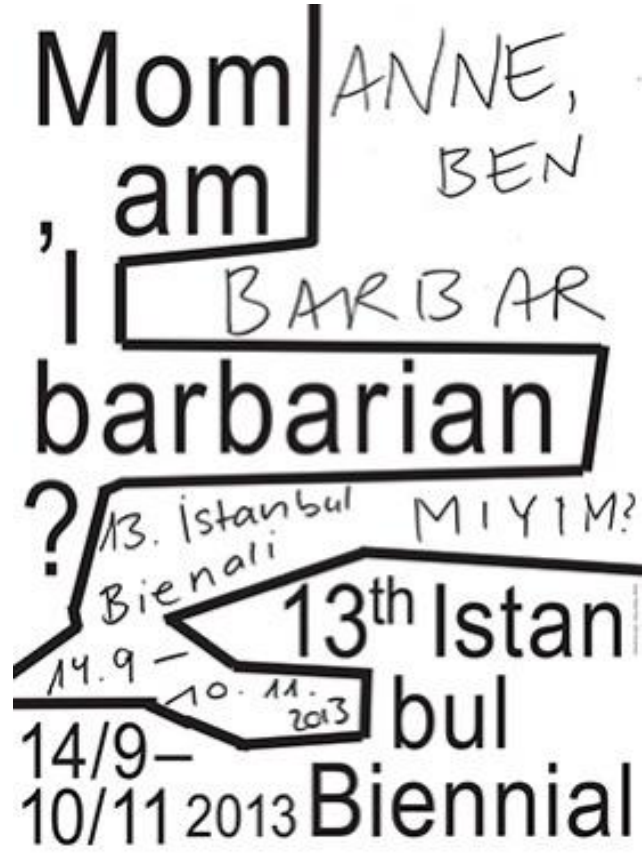 Mom
, am
I
barbarian
?
ANNE,
BEN
BARBAR
MIYIM?
13. İstanbul
Bienali
14.9 –
10.11.
2013
13th Istan
bul
Biennial
14/9–
10/11 2013